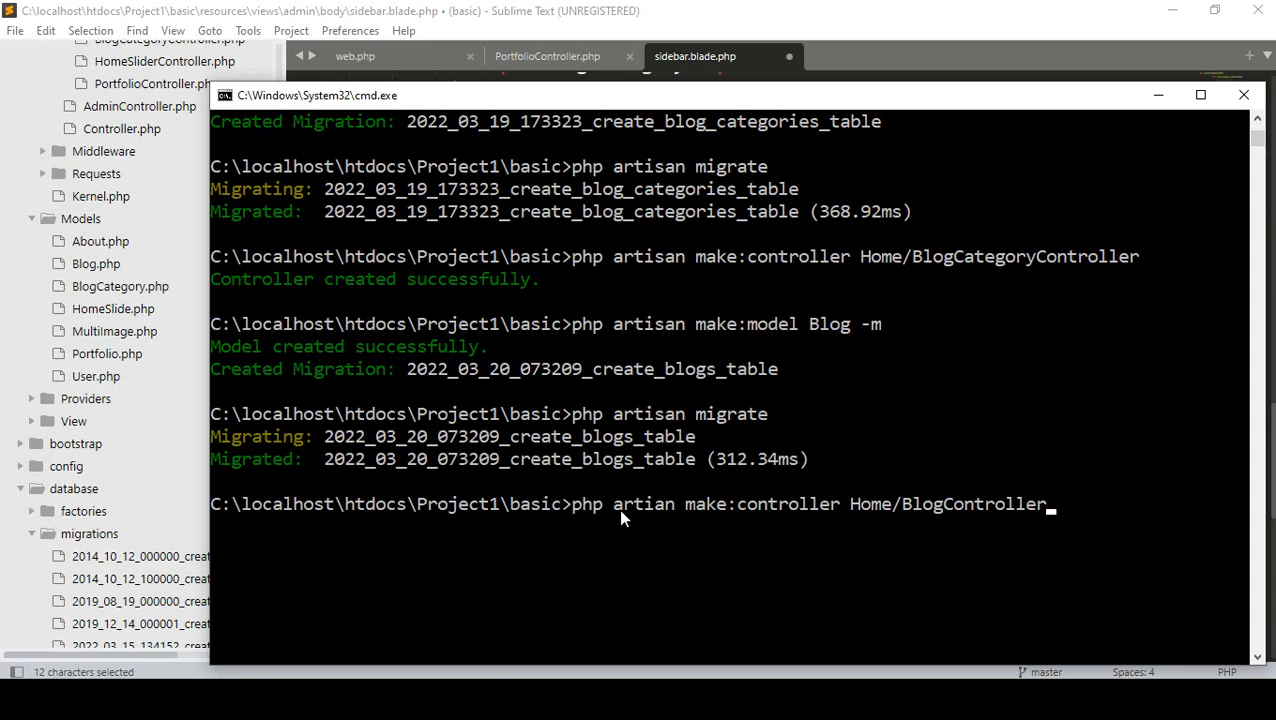 C:\localhost\htdocs\Project1\basic\resources\views\admin\body\sidebar.blade.php • (basic) - Sublime Text (UNREGISTERED)
File Edit Selection Find View Goto Tools Project Preferences Help
web.php PortfolioController.php sidebar.blade.php
BlogCategoryController.php
HomeSliderController.php
PortfolioController.php
AdminController.php
Controller.php
Middleware
Requests
Kernel.php
Models
About.php
Blog.php
BlogCategory.php
HomeSlide.php
MultiImage.php
Portfolio.php
User.php
Providers
View
bootstrap
config
database
factories
migrations
2014_10_12_000000_creat
2014_10_12_100000_creat
2019_08_19_000000_creat
2019_12_14_000001_creat
2022_03_15_134152_creat
C:\Windows\System32\cmd.exe
Created Migration: 2022_03_19_173323_create_blog_categories_table
C:\localhost\htdocs\Project1\basic>php artisan migrate
Migrating: 2022_03_19_173323_create_blog_categories_table
Migrated: 2022_03_19_173323_create_blog_categories_table (368.92ms)
C:\localhost\htdocs\Project1\basic>php artisan make:controller Home/BlogCategoryController
Controller created successfully.
C:\localhost\htdocs\Project1\basic>php artisan make:model Blog -m
Model created successfully.
Created Migration: 2022_03_20_073209_create_blogs_table
C:\localhost\htdocs\Project1\basic>php artisan migrate
Migrating: 2022_03_20_073209_create_blogs_table
Migrated: 2022_03_20_073209_create_blogs_table (312.34ms)
C:\localhost\htdocs\Project1\basic>php artian make:controller Home/BlogController
12 characters selected master Spaces: 4 PHP